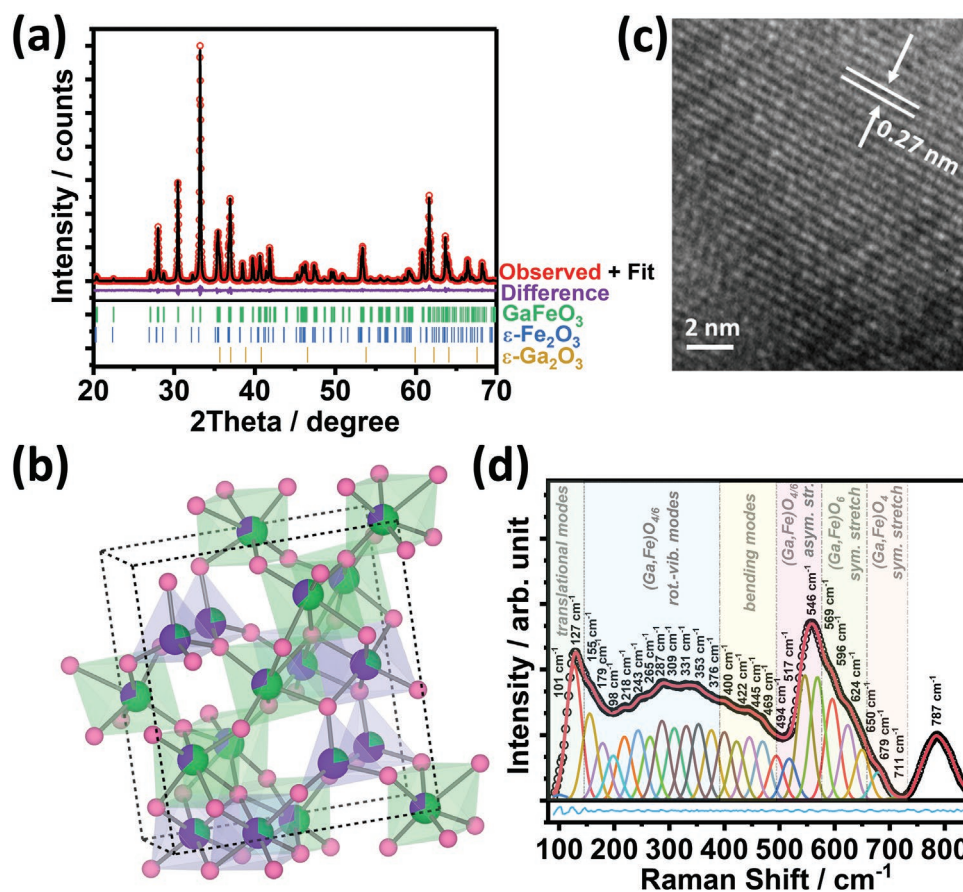 (a)
Intensity / counts
Observed + Fit
Difference
GaFeO₃
ε-Fe₂O₃
ε-Ga₂O₃
20 30 40 50 60 70
2Theta / degree
(b)
(c)
0.27 nm
2 nm
(d)
Intensity / arb. unit
translational modes
(Ga,Fe)O₄/₆
rot.-vib. modes
bending modes
(Ga,Fe)O₄/₆
asym. str.
(Ga,Fe)O₆
sym. stretch
(Ga,Fe)O₄
sym. stretch
101 cm⁻¹
127 cm⁻¹
155 cm⁻¹
179 cm⁻¹
198 cm⁻¹
218 cm⁻¹
243 cm⁻¹
265 cm⁻¹
287 cm⁻¹
309 cm⁻¹
331 cm⁻¹
353 cm⁻¹
376 cm⁻¹
400 cm⁻¹
422 cm⁻¹
445 cm⁻¹
469 cm⁻¹
494 cm⁻¹
517 cm⁻¹
546 cm⁻¹
569 cm⁻¹
596 cm⁻¹
624 cm⁻¹
650 cm⁻¹
679 cm⁻¹
711 cm⁻¹
787 cm⁻¹
100 200 300 400 500 600 700 800
Raman Shift / cm⁻¹